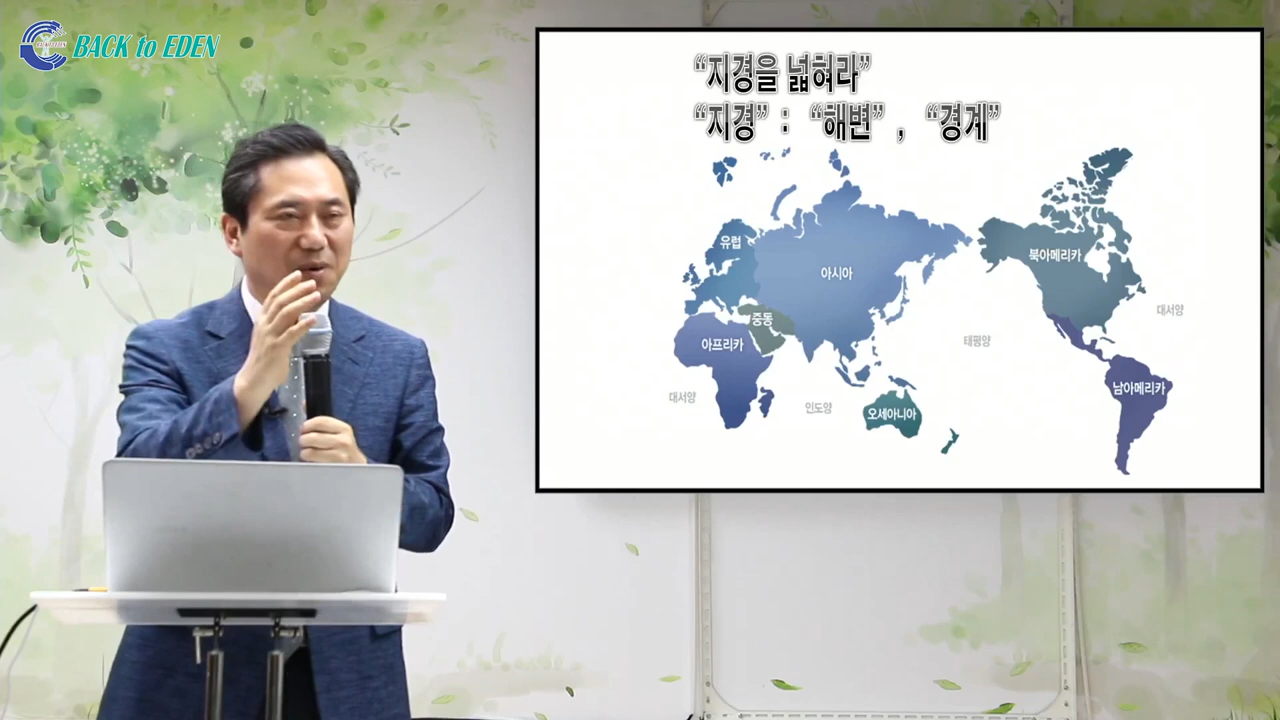 BACK to EDEN
“지경을 넓혀라”
“지경” : “해변” , “경계”
유럽
아시아
북아메리카
중동
대서양
아프리카
태평양
남아메리카
대서양
인도양
오세아니아